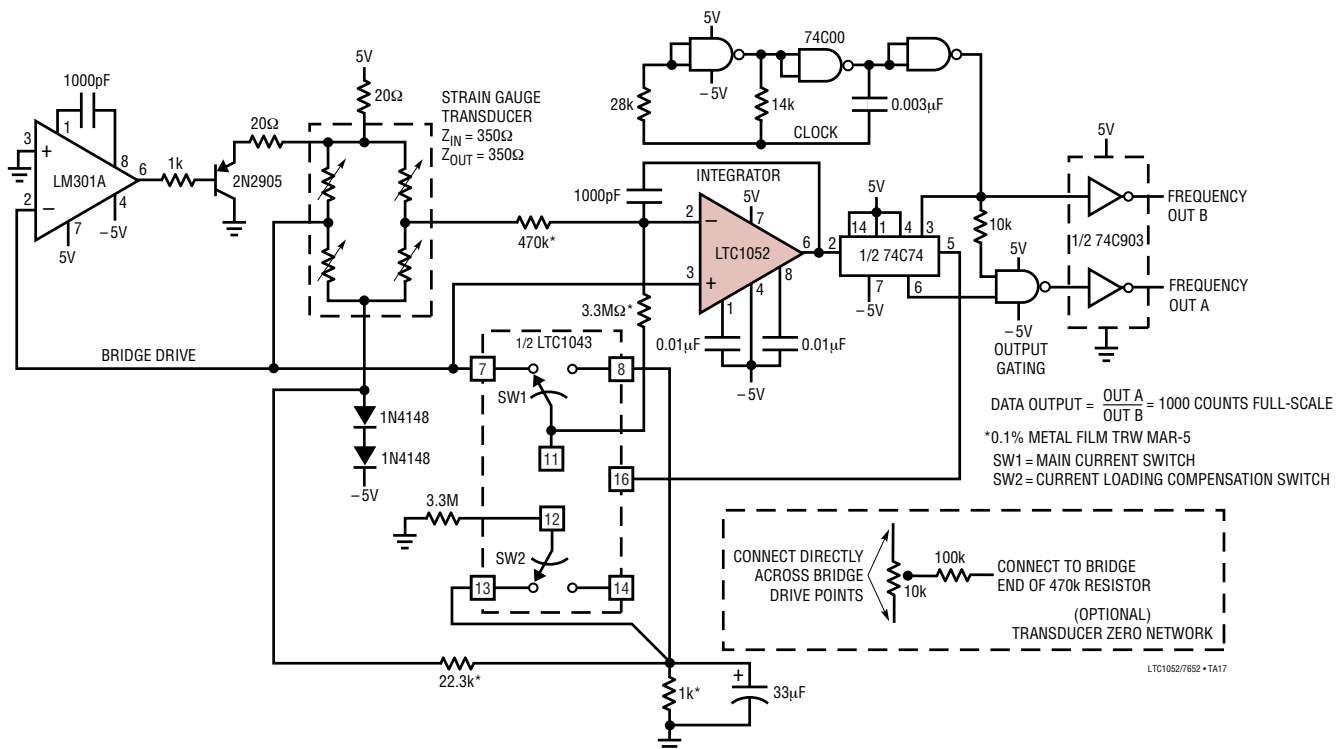 5V
5V
74C00
1000pF
5V
20Ω
STRAIN GAUGE
TRANSDUCER
ZIN = 350Ω
ZOUT = 350Ω
–5V
28k
14k
0.003µF
CLOCK
20Ω
3
+
1
8
6
1k
2N2905
LM301A
2
–
4
–5V
7
5V
1000pF
INTEGRATOR
5V
7
2
–
LTC1052
6
3
+
8
4
1
470k*
3.3MΩ*
0.01µF
0.01µF
–5V
5V
14
1
4
3
2
1/2 74C74
5
7
6
–5V
10k
5V
–5V
OUTPUT
GATING
5V
1/2 74C903
FREQUENCY
OUT B
FREQUENCY
OUT A
BRIDGE DRIVE
1/2 LTC1043
7
8
SW1
11
16
1N4148
1N4148
–5V
3.3M
12
SW2
13
14
22.3k*
1k*
+
33µF
DATA OUTPUT = OUT A
OUT B
= 1000 COUNTS FULL-SCALE
*0.1% METAL FILM TRW MAR-5
SW1 = MAIN CURRENT SWITCH
SW2 = CURRENT LOADING COMPENSATION SWITCH
CONNECT DIRECTLY
ACROSS BRIDGE
DRIVE POINTS
10k
100k
CONNECT TO BRIDGE
END OF 470k RESISTOR
(OPTIONAL)
TRANSDUCER ZERO NETWORK
LTC1052/7652 • TA17